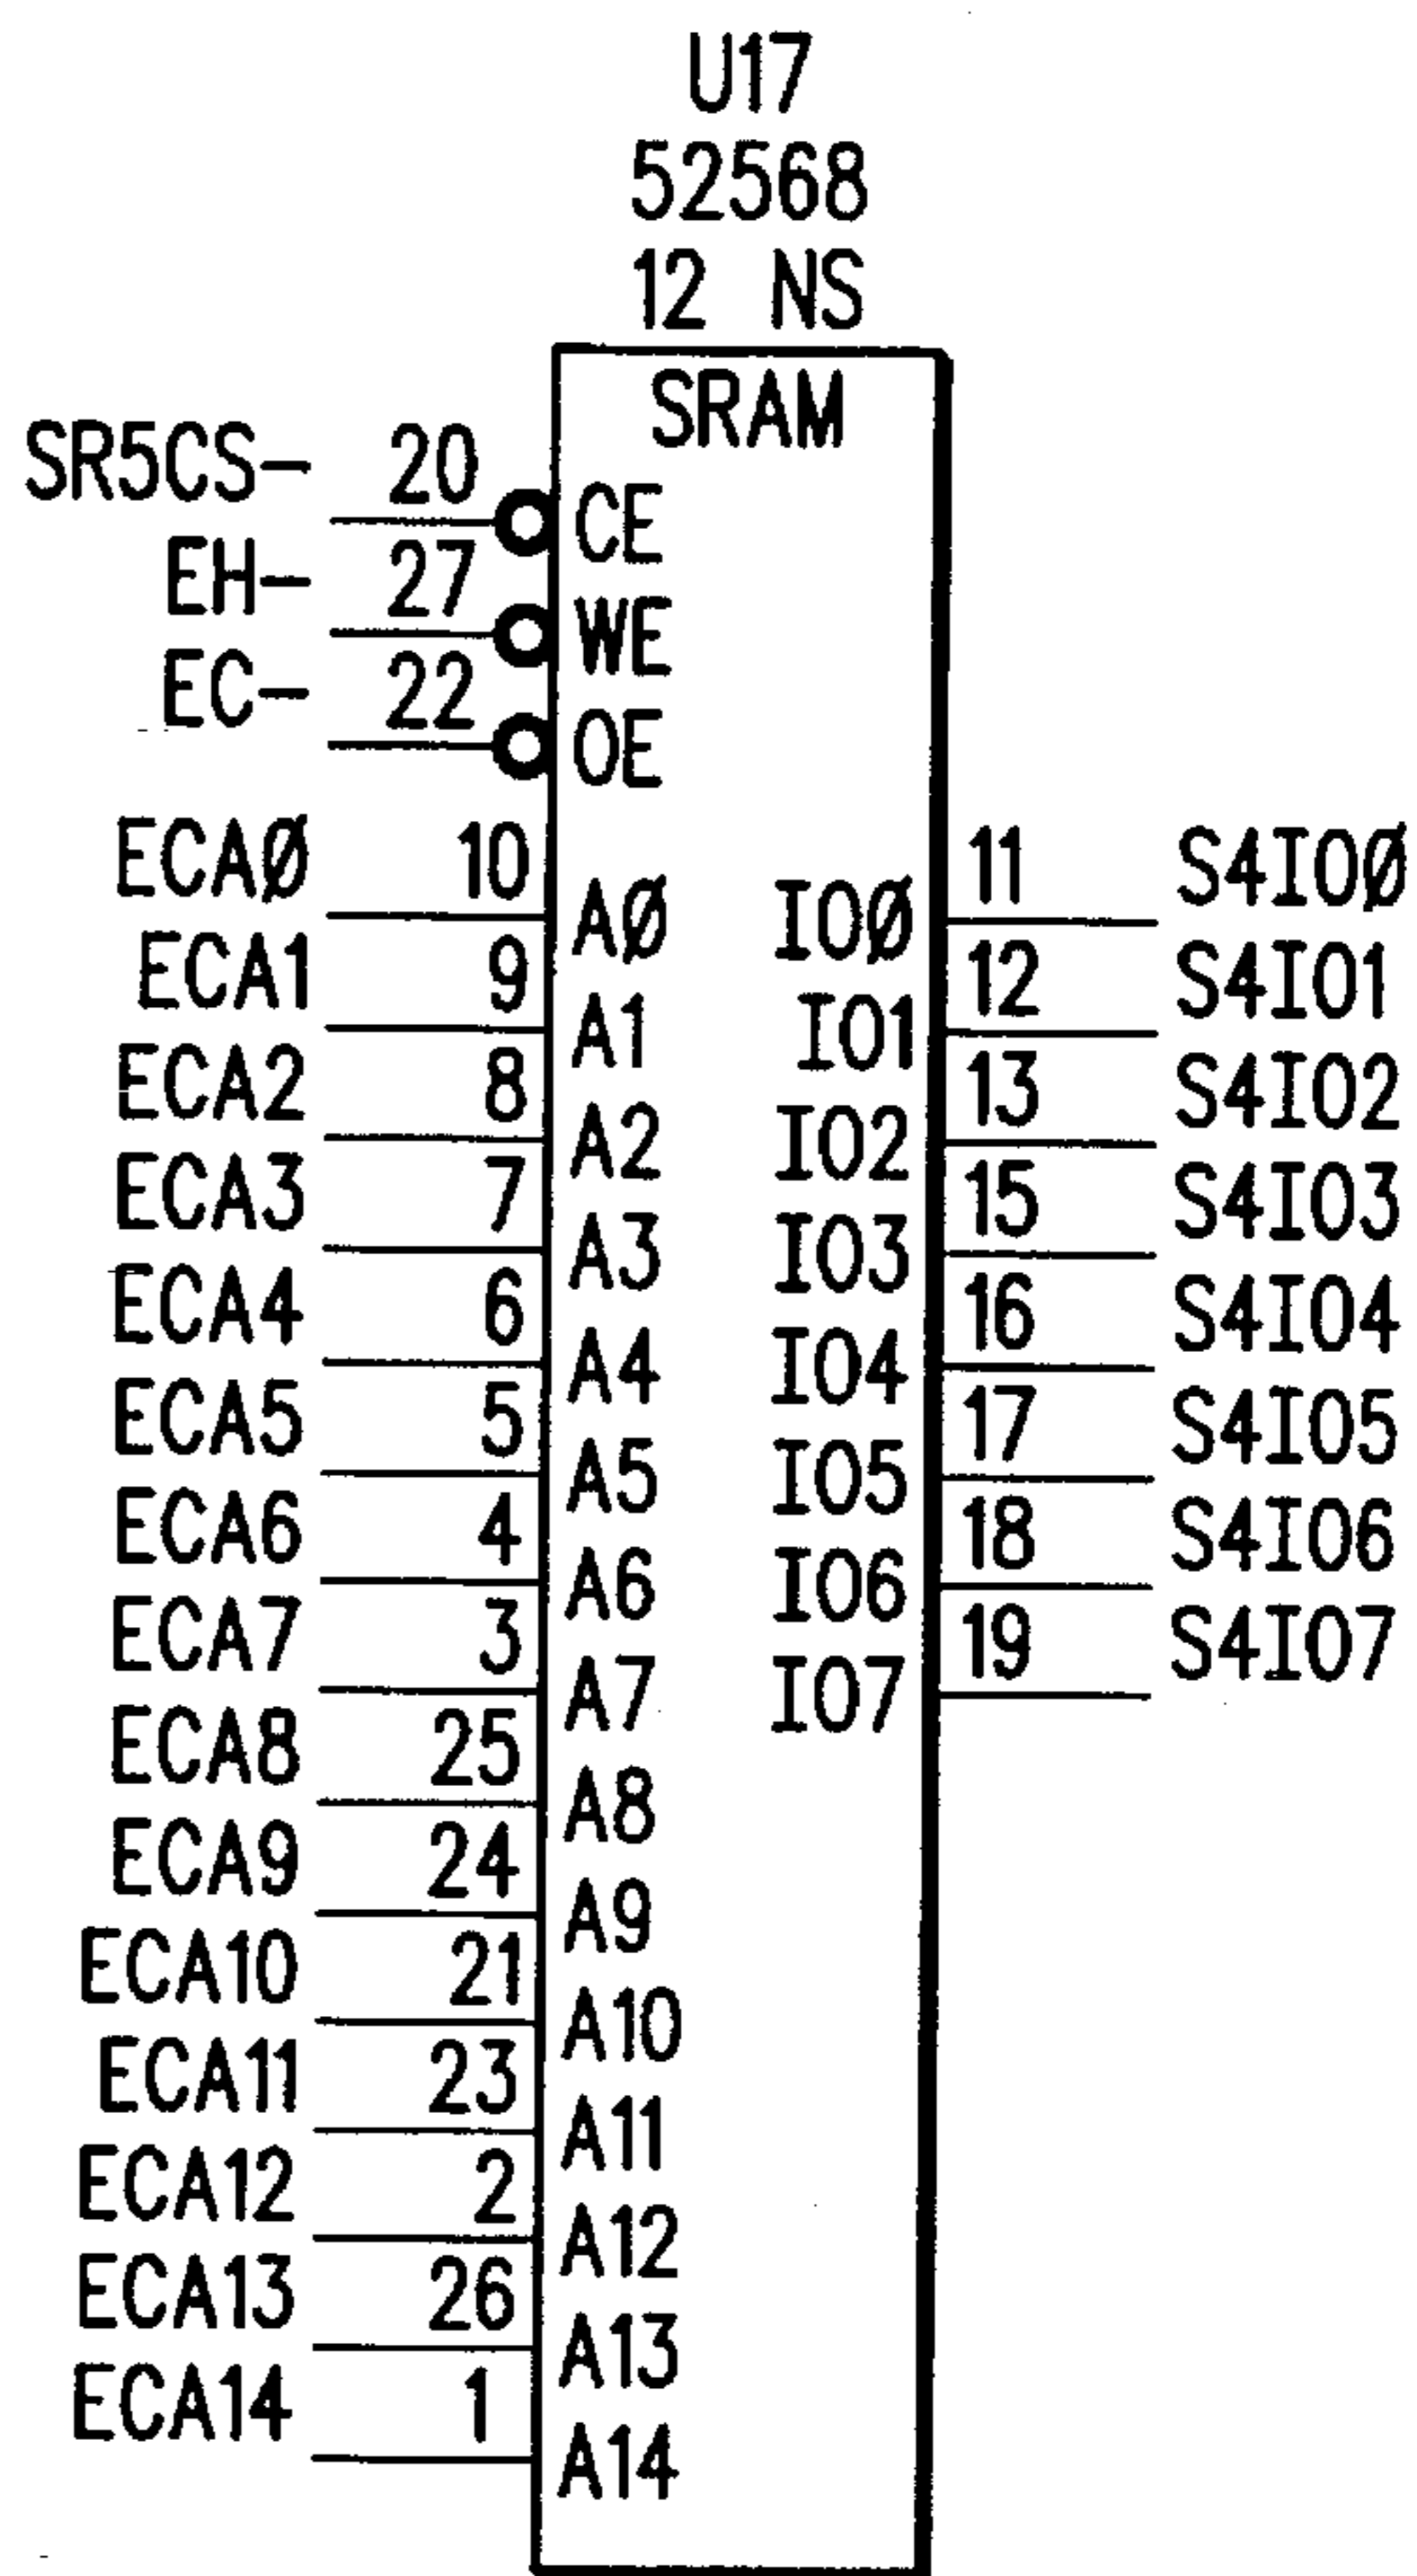 U17
52568
12 NS
SRAM
SR5CS- 20 CE
EH- 27 WE
EC- 22 OE
ECAØ 10 AØ IOØ 11 S4IOØ
ECA1 9 A1 IO1 12 S4IO1
ECA2 8 A2 IO2 13 S4IO2
ECA3 7 A3 IO3 15 S4IO3
ECA4 6 A4 IO4 16 S4IO4
ECA5 5 A5 IO5 17 S4IO5
ECA6 4 A6 IO6 18 S4IO6
ECA7 3 A7 IO7 19 S4IO7
ECA8 25 A8
ECA9 24 A9
ECA10 21 A10
ECA11 23 A11
ECA12 2 A12
ECA13 26 A13
ECA14 1 A14